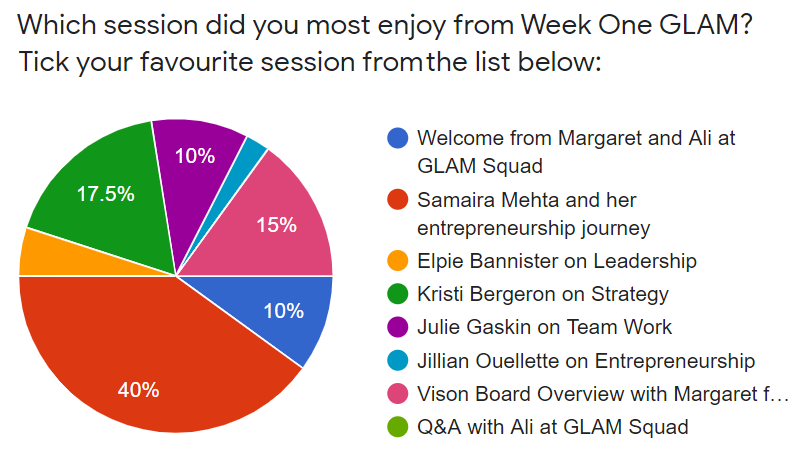 Which session did you most enjoy from Week One GLAM?
Tick your favourite session from the list below:
10%
17.5%
15%
10%
40%
Welcome from Margaret and Ali at
GLAM Squad
Samaira Mehta and her
entrepreneurship journey
Elpie Bannister on Leadership
Kristi Bergeron on Strategy
Julie Gaskin on Team Work
Jillian Ouellette on Entrepreneurship
Vison Board Overview with Margaret f...
Q&A with Ali at GLAM Squad